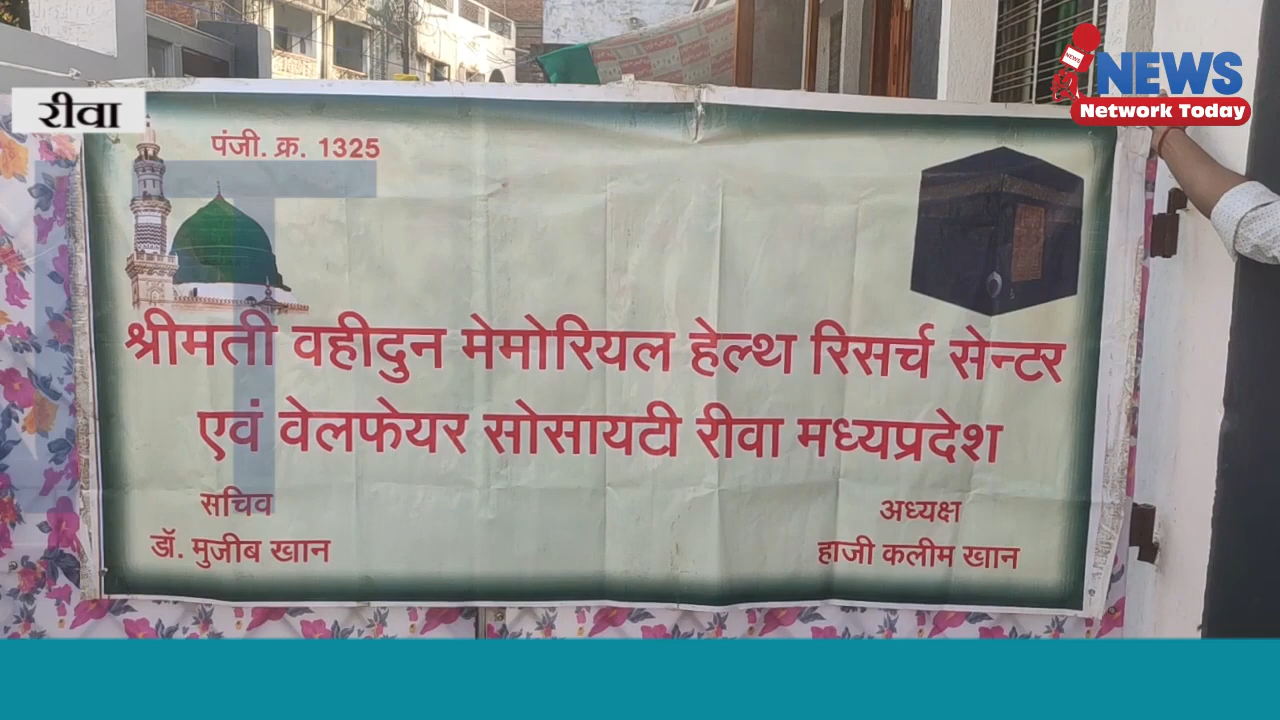 रीवा
NEWS
NEWS
Network Today
पंजी. क्र. 1325
श्रीमती वहीदुन मेमोरियल हेल्थ रिसर्च सेन्टर
एवं वेलफेयर सोसायटी रीवा मध्यप्रदेश
सचिव
डॉ. मुजीब खान
अध्यक्ष
हाजी कलीम खान